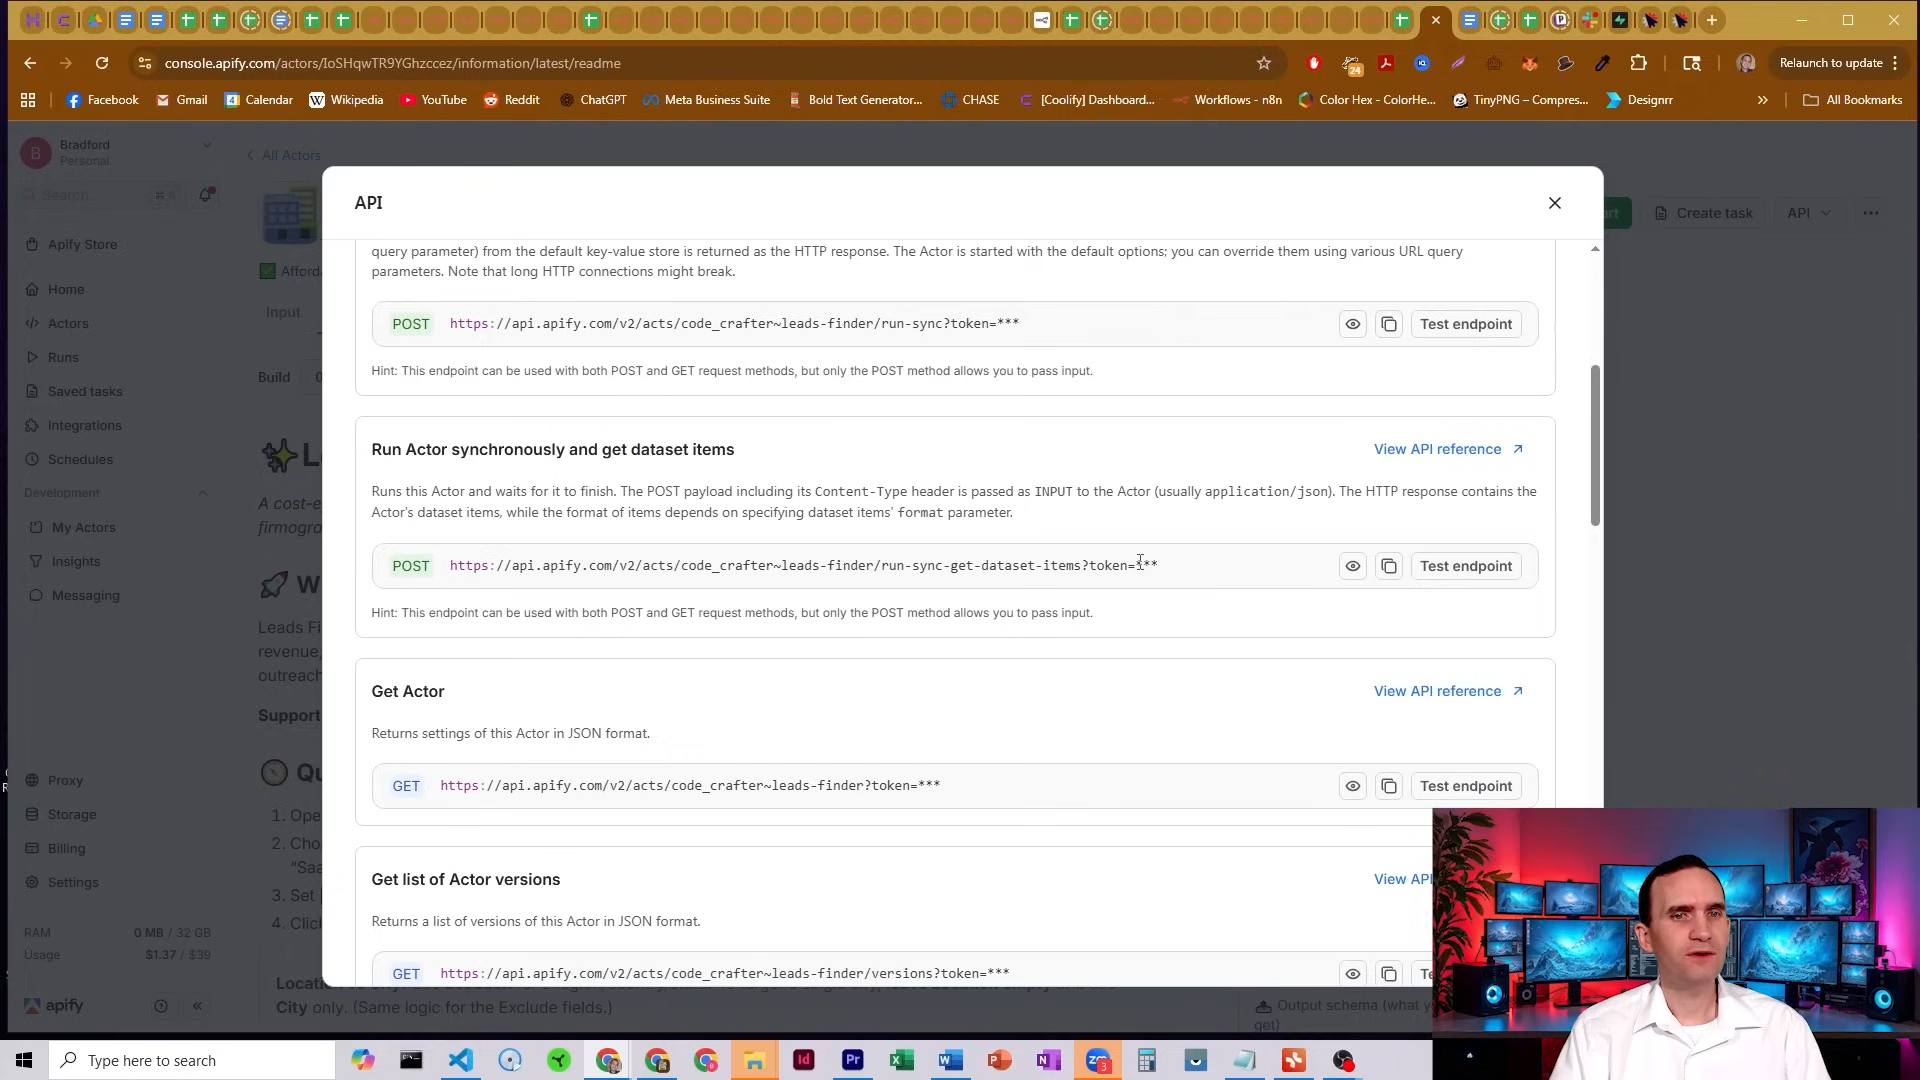 console.apify.com/actors/IoSHqwTR9YGhzccez/information/latest/readme
24
Relaunch to update
Facebook
Gmail
Calendar
Wikipedia
YouTube
Reddit
ChatGPT
Meta Business Suite
Bold Text Generator...
CHASE
[Coolify] Dashboard...
Workflows - n8n
Color Hex - ColorHe...
TinyPNG – Compres...
Designrr
All Bookmarks
B
Bradford
Personal
Search...
⌘ K
All Actors
Create task
API
Home
Apify Store
Actors
Runs
Saved tasks
Integrations
Schedules
Development
My Actors
Insights
Messaging
Proxy
Storage
Billing
Settings
RAM
0 MB / 32 GB
Usage
$1.37 / $39
apify
Input
Build
Support
1. Ope
2. Cho
3. Set
4. Click
City only. (Same logic for the Exclude fields.)
Output schema (what you
get)
API
query parameter) from the default key-value store is returned as the HTTP response. The Actor is started with the default options; you can override them using various URL query
parameters. Note that long HTTP connections might break.
POST https://api.apify.com/v2/acts/code_crafter~leads-finder/run-sync?token=***
Test endpoint
Hint: This endpoint can be used with both POST and GET request methods, but only the POST method allows you to pass input.
Run Actor synchronously and get dataset items
View API reference
Runs this Actor and waits for it to finish. The POST payload including its Content-Type header is passed as INPUT to the Actor (usually application/json). The HTTP response contains the
Actor's dataset items, while the format of items depends on specifying dataset items' format parameter.
POST https://api.apify.com/v2/acts/code_crafter~leads-finder/run-sync-get-dataset-items?token=***
Test endpoint
Hint: This endpoint can be used with both POST and GET request methods, but only the POST method allows you to pass input.
Get Actor
View API reference
Returns settings of this Actor in JSON format.
GET https://api.apify.com/v2/acts/code_crafter~leads-finder?token=***
Test endpoint
Get list of Actor versions
View API
Returns a list of versions of this Actor in JSON format.
GET https://api.apify.com/v2/acts/code_crafter~leads-finder/versions?token=***
Type here to search